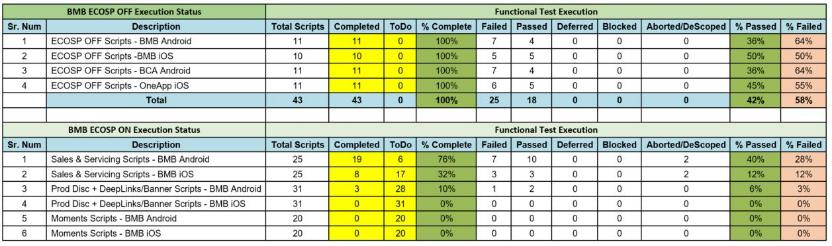 BMB ECOSP OFF Execution Status Functional Test Execution
Sr. Num Description Total Scripts Completed ToDo % Complete Failed Passed Deferred Blocked Aborted/DeScoped % Passed % Failed
1 ECOSP OFF Scripts - BMB Android 11 11 0 100% 7 4 0 0 0 36% 64%
2 ECOSP OFF Scripts -BMB iOS 10 10 0 100% 5 5 0 0 0 50% 50%
3 ECOSP OFF Scripts - BCA Android 11 11 0 100% 7 4 0 0 0 36% 64%
4 ECOSP OFF Scripts - OneApp iOS 11 11 0 100% 6 5 0 0 0 45% 55%
Total 43 43 0 100% 25 18 0 0 0 42% 58%
BMB ECOSP ON Execution Status Functional Test Execution
Sr. Num Description Total Scripts Completed ToDo % Complete Failed Passed Deferred Blocked Aborted/DeScoped % Passed % Failed
1 Sales & Servicing Scripts - BMB Android 25 19 6 76% 7 10 0 0 2 40% 28%
2 Sales & Servicing Scripts - BMB iOS 25 8 17 32% 3 3 0 0 2 12% 12%
3 Prod Disc + DeepLinks/Banner Scripts - BMB Android 31 3 28 10% 1 2 0 0 0 6% 3%
4 Prod Disc + DeepLinks/Banner Scripts - BMB iOS 31 0 31 0% 0 0 0 0 0 0% 0%
5 Moments Scripts - BMB Android 20 0 20 0% 0 0 0 0 0 0% 0%
6 Moments Scripts - BMB iOS 20 0 20 0% 0 0 0 0 0 0% 0%